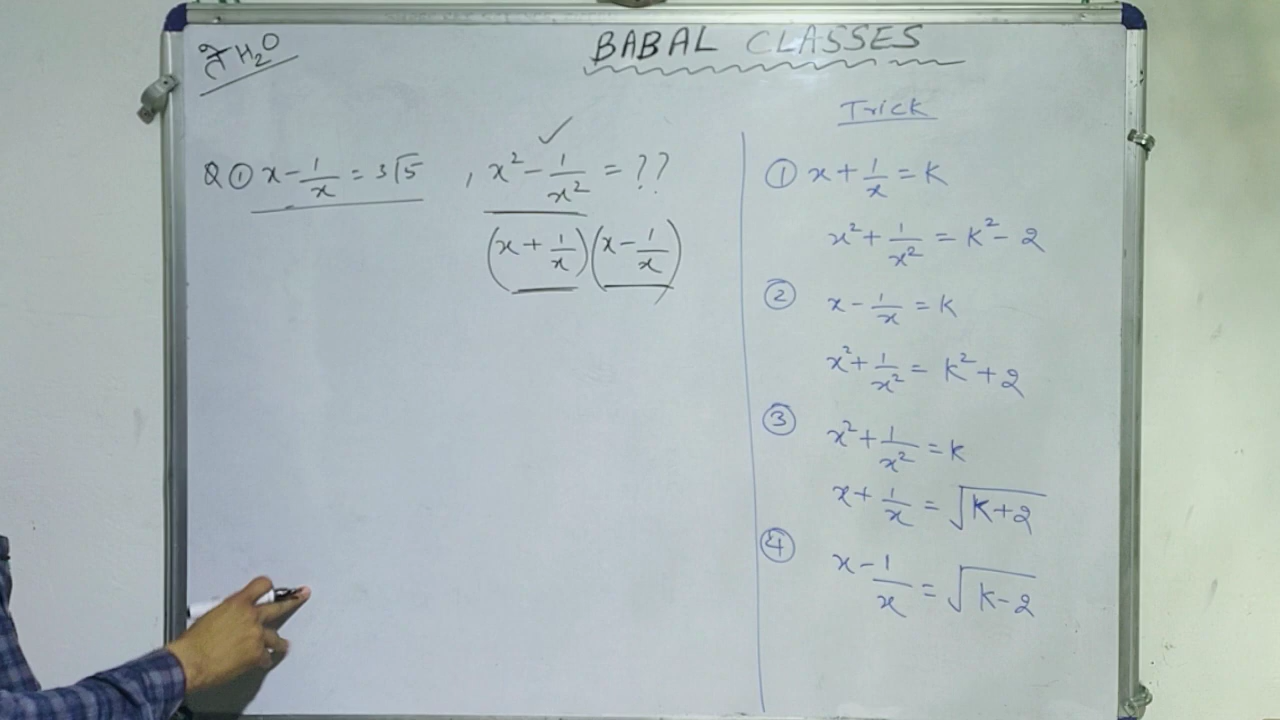 BABAL CLASSES
H₂O
Q ① x - 1/x = 3√5 , x² - 1/x² = ??
(x + 1/x)(x - 1/x)
Trick
① x + 1/x = K
x² + 1/x² = K² - 2
② x - 1/x = K
x² + 1/x² = K² + 2
③ x² + 1/x² = K
x + 1/x = √(K+2)
④ x - 1/x = √(K-2)